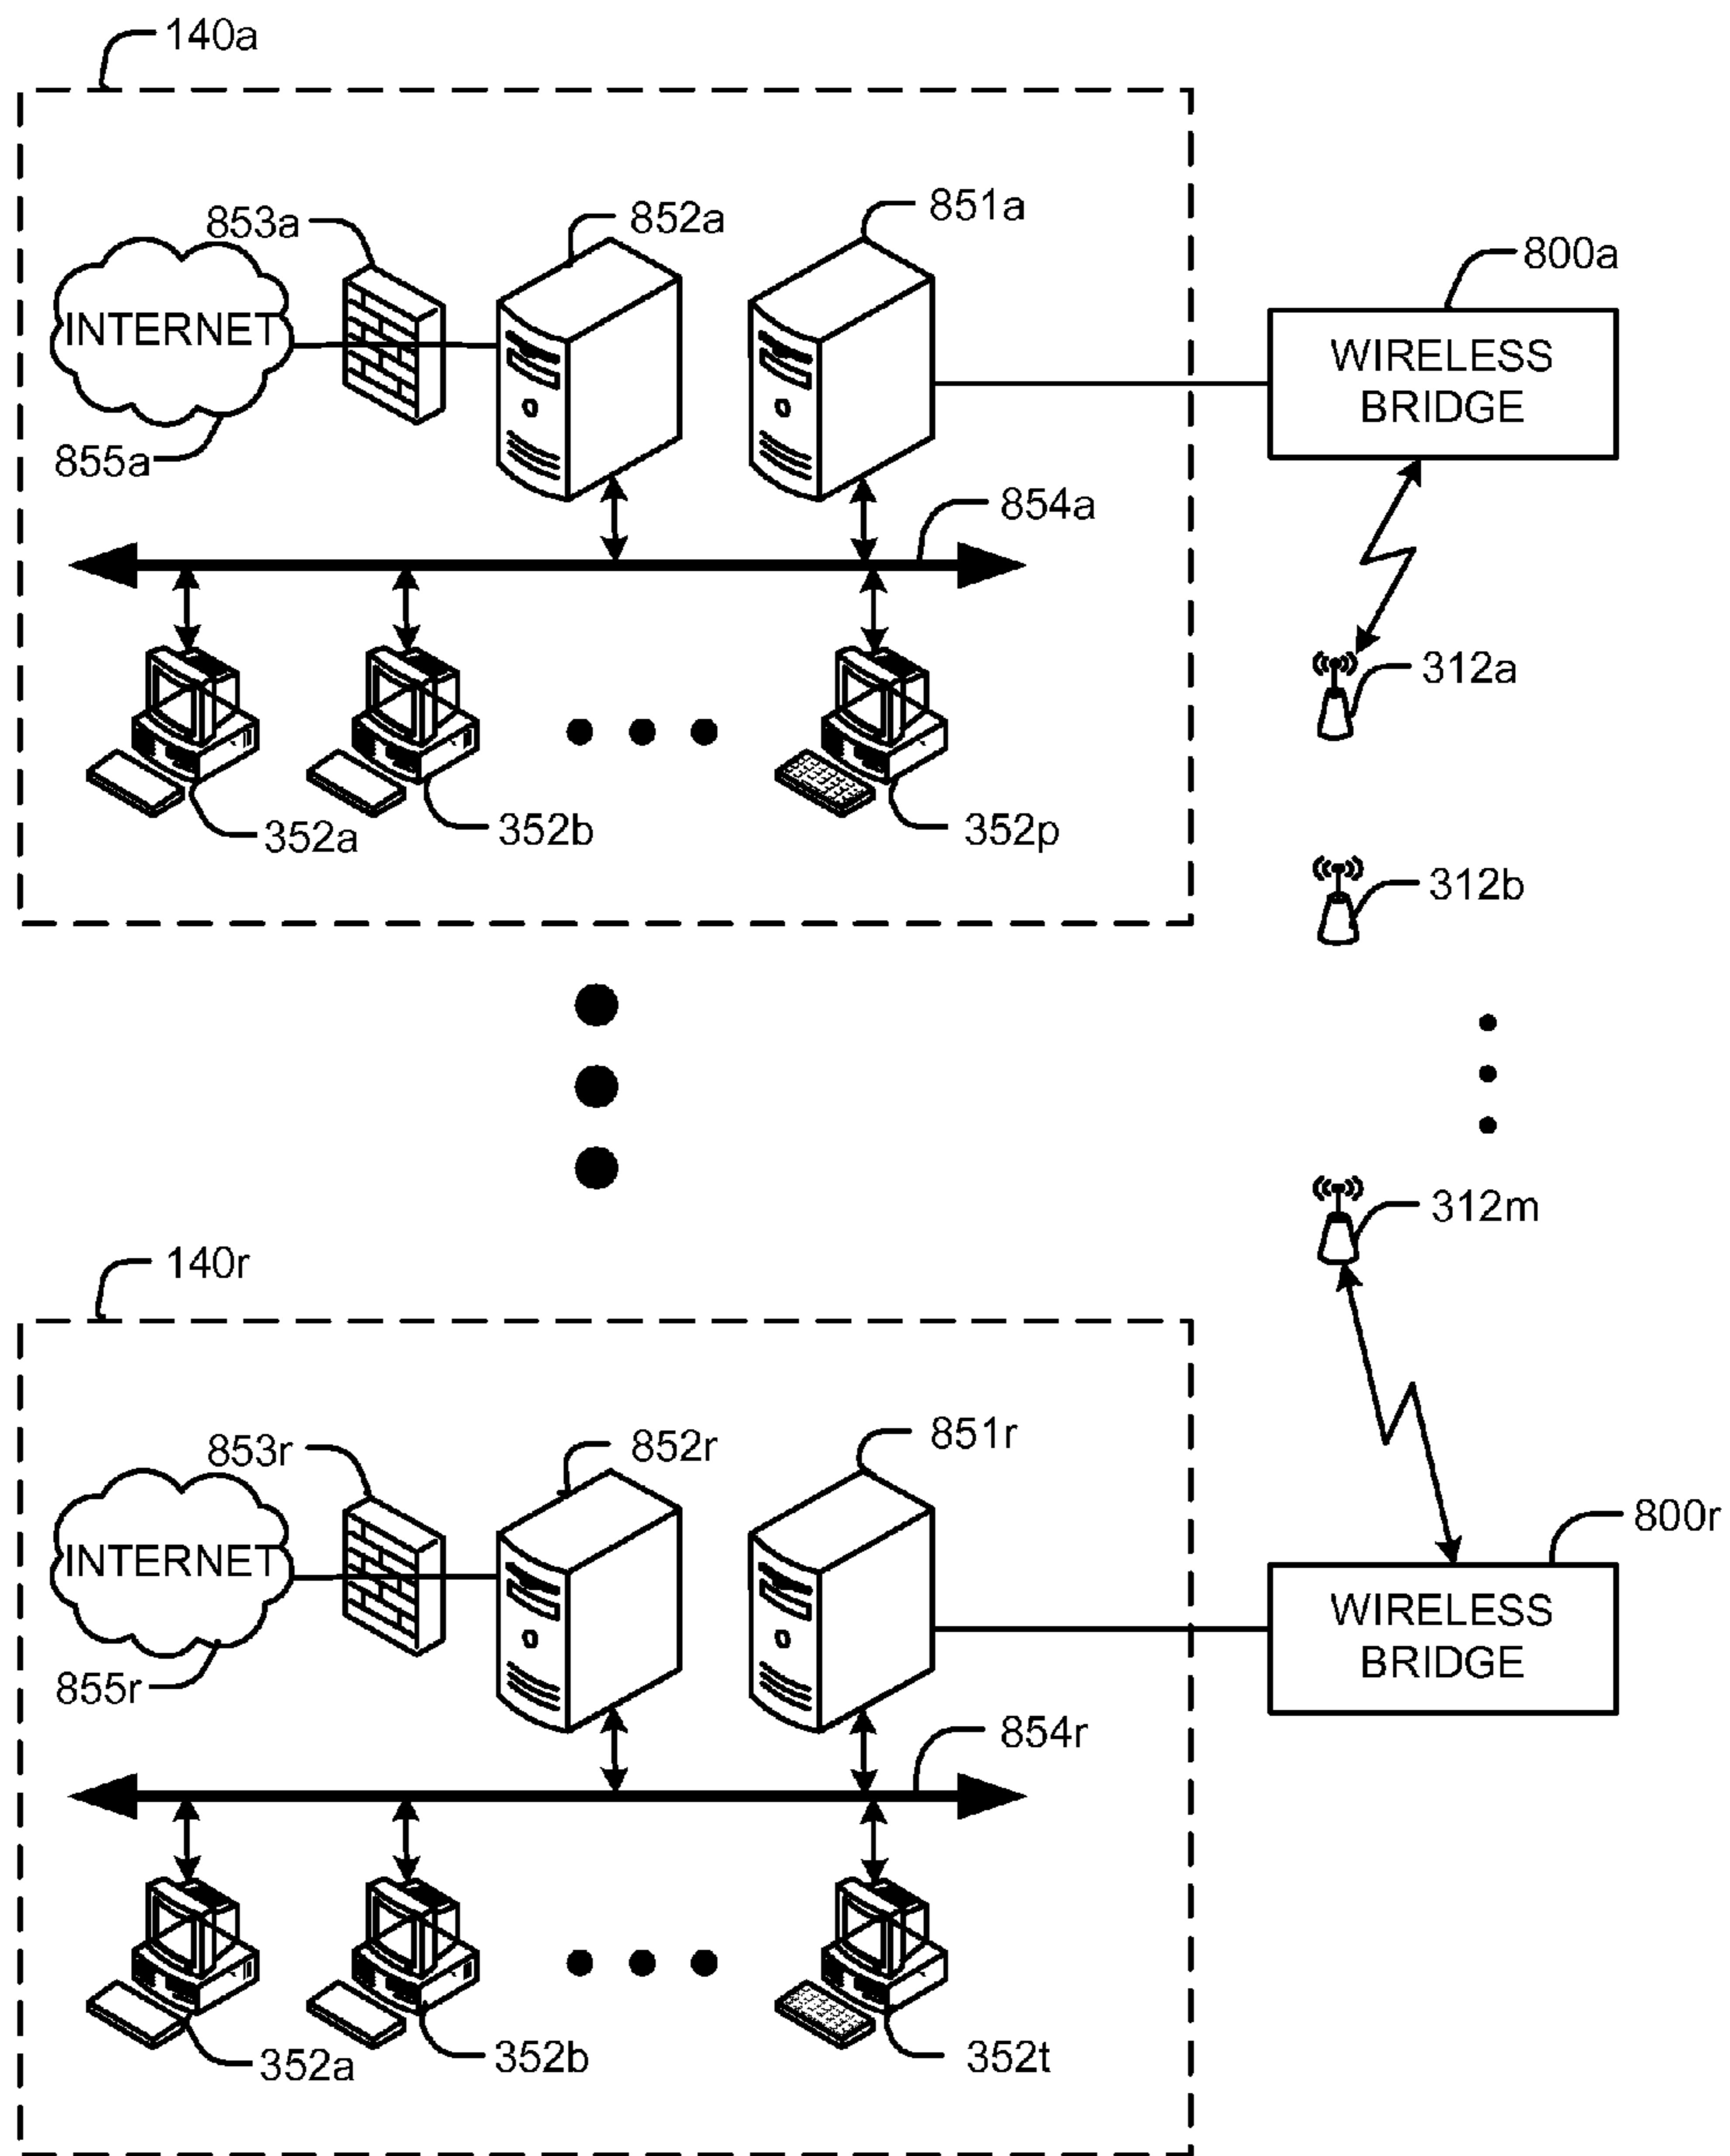 140a
853a
852a
851a
800a
INTERNET
WIRELESS
BRIDGE
855a
854a
312a
352a
352b
352p
312b
312m
140r
853r
852r
851r
800r
INTERNET
WIRELESS
BRIDGE
855r
854r
352a
352b
352t